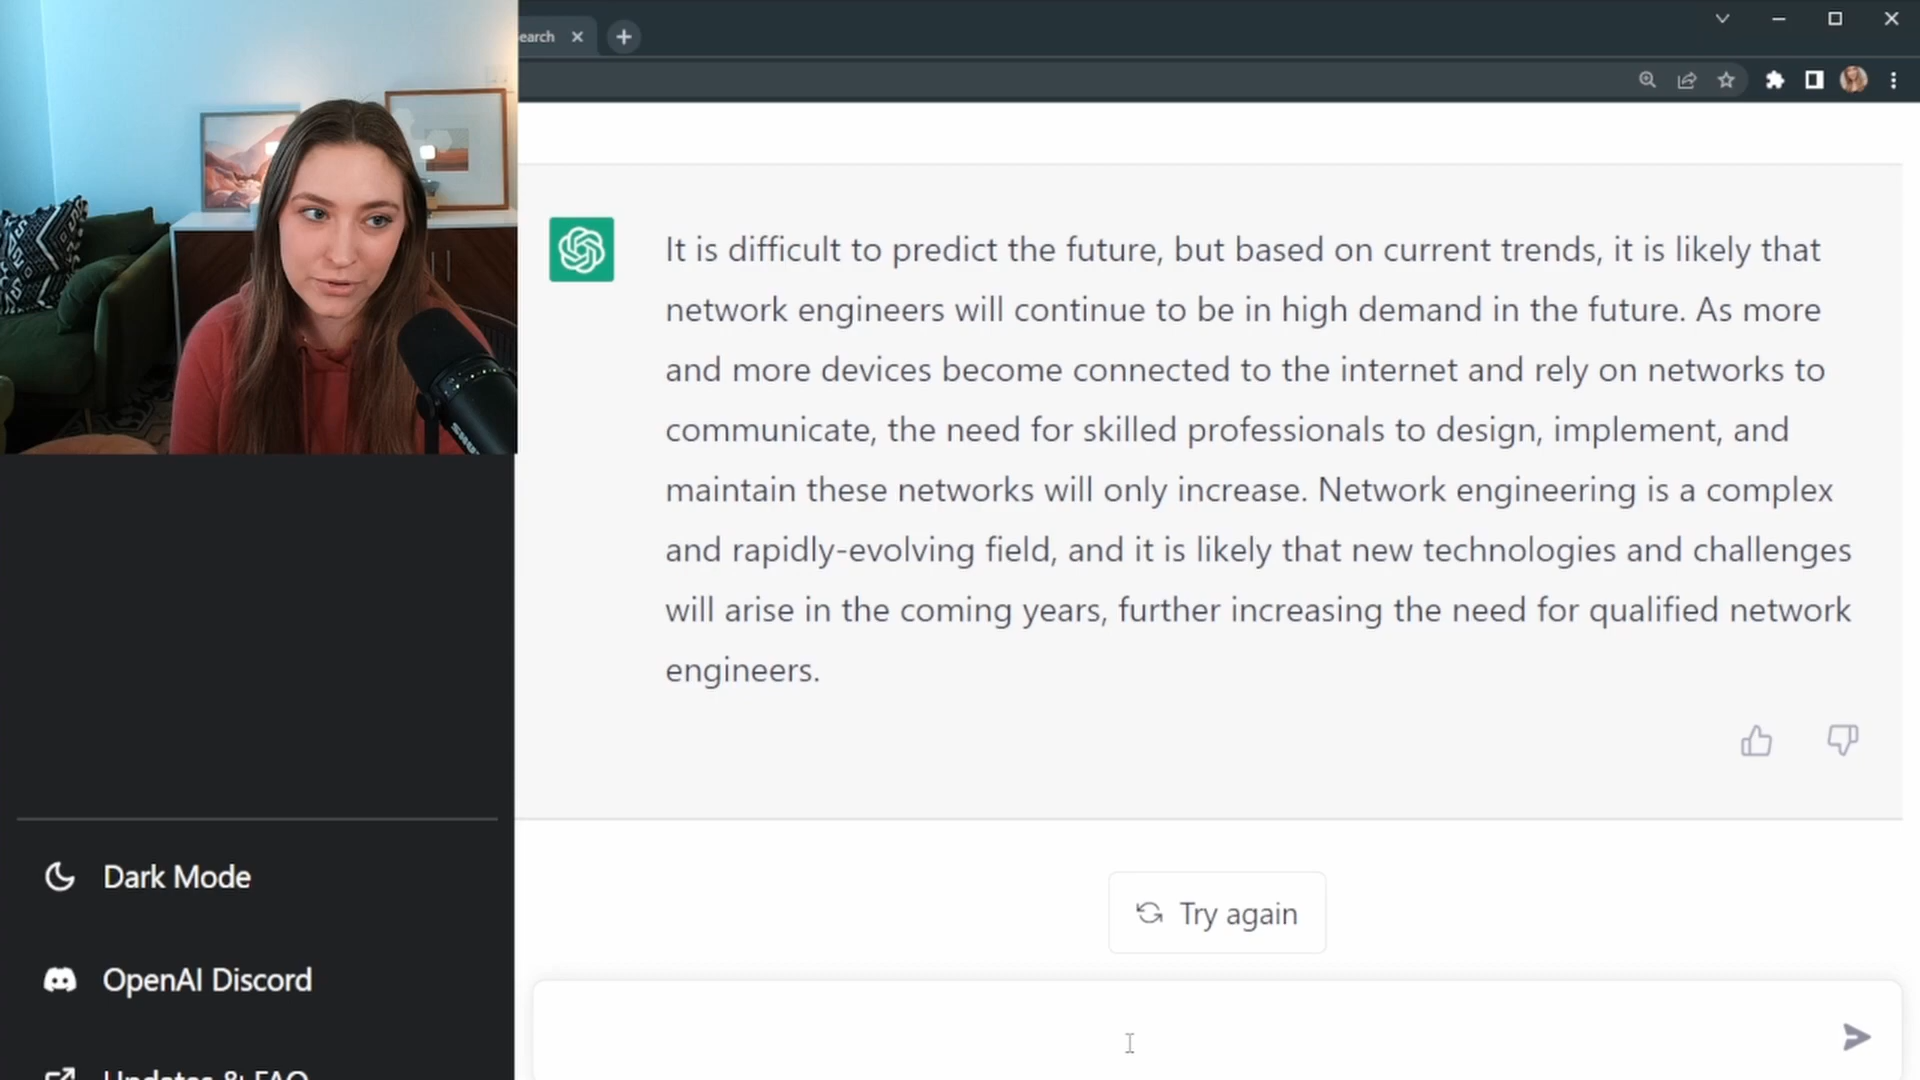 earch
It is difficult to predict the future, but based on current trends, it is likely that
network engineers will continue to be in high demand in the future. As more
and more devices become connected to the internet and rely on networks to
communicate, the need for skilled professionals to design, implement, and
maintain these networks will only increase. Network engineering is a complex
and rapidly-evolving field, and it is likely that new technologies and challenges
will arise in the coming years, further increasing the need for qualified network
engineers.
Try again
Dark Mode
OpenAI Discord
Updates & FAQ